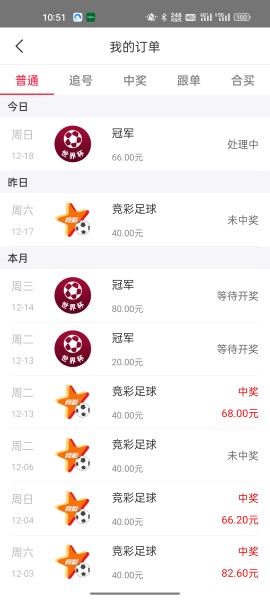 10:51
我的订单
普通 追号 中奖 跟单 合买
今日
周日 冠军 处理中
12-18 世界杯 66.00元
昨日
周六 竞彩 竞彩足球 未中奖
12-17 40.00元
本月
周三 冠军 等待开奖
12-14 世界杯 80.00元
周二 冠军 等待开奖
12-13 世界杯 20.00元
周二 竞彩 竞彩足球 中奖
12-13 40.00元 68.00元
周二 竞彩 竞彩足球 未中奖
12-06 40.00元
周日 竞彩 竞彩足球 中奖
12-04 40.00元 66.20元
周六 竞彩 竞彩足球 中奖
12-03 40.00元 82.60元